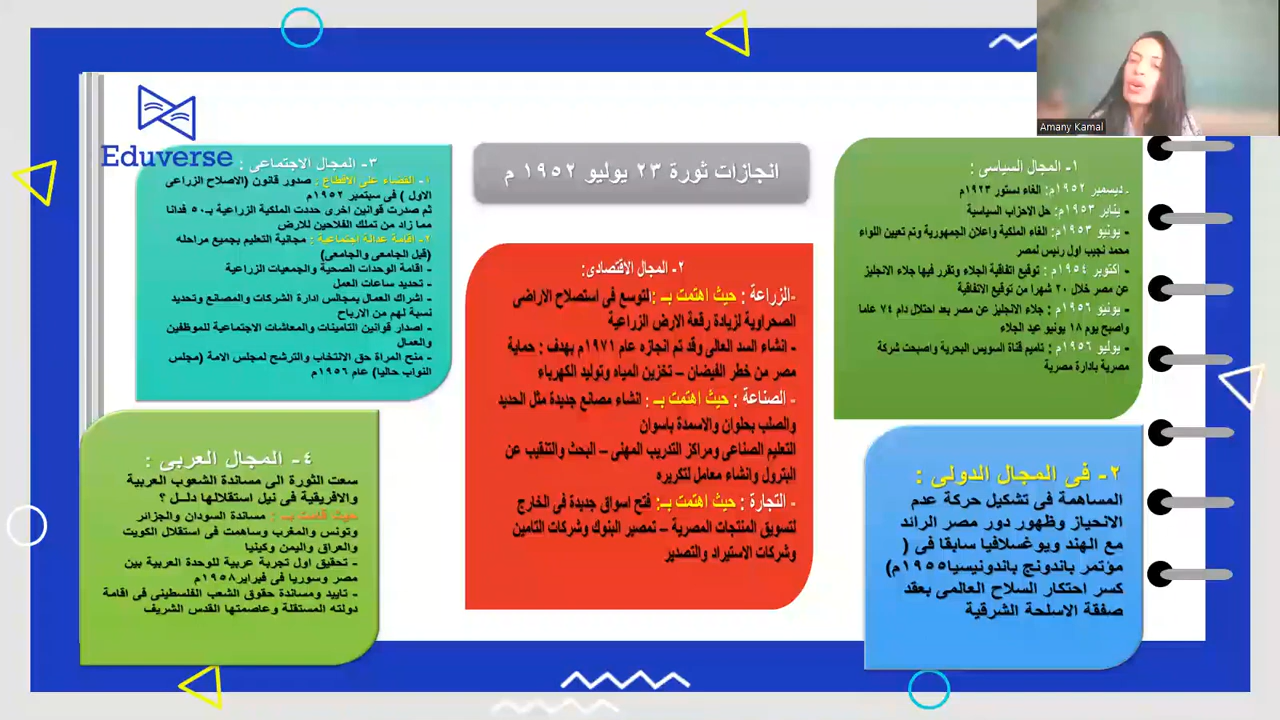 Amany Kamal
Eduverse
انجازات ثورة ٢٣ يوليو ١٩٥٢ م
١- المجال السياسى :
- ديسمبر ١٩٥٢م: الغاء دستور ١٩٢٣م
- يناير ١٩٥٣م: حل الاحزاب السياسية
- يونيو ١٩٥٣م: الغاء الملكية واعلان الجمهورية وتم تعيين اللواء
محمد نجيب اول رئيس لمصر
- اكتوبر ١٩٥٤م : توقيع اتفاقية الجلاء وتقرر فيها جلاء الانجليز
عن مصر خلال ٢٠ شهرا من توقيع الاتفاقية
- يونيو ١٩٥٦م : جلاء الانجليز عن مصر بعد احتلال دام ٧٤ عاما
واصبح يوم ١٨ يونيو عيد الجلاء
- يوليو ١٩٥٦م : تاميم قناة السويس البحرية واصبحت شركة
مصرية بادارة مصرية
٢- المجال الاقتصادى:
-الزراعة : حيث اهتمت بـ :التوسع فى استصلاح الاراضى
الصحراوية لزيادة رقعة الارض الزراعية
- انشاء السد العالى وقد تم انجازه عام ١٩٧١م بهدف : حماية
مصر من خطر الفيضان – تخزين المياه وتوليد الكهرباء
- الصناعة : حيث اهتمت بـ : انشاء مصانع جديدة مثل الحديد
والصلب بحلوان والاسمدة باسوان
التعليم الصناعى ومراكز التدريب المهنى – البحث والتنقيب عن
البترول وانشاء معامل لتكريره
- التجارة : حيث اهتمت بـ: فتح اسواق جديدة فى الخارج
لتسويق المنتجات المصرية – تمصير البنوك وشركات التامين
وشركات الاستيراد والتصدير
٣- المجال الاجتماعى :
١- القضاء على الاقطاع : صدور قانون (الاصلاح الزراعى
الاول ) فى سبتمبر ١٩٥٢م
ثم صدرت قوانين اخرى حددت الملكية الزراعية بـ٥٠ فدانا
مما زاد من تملك الفلاحين للارض
٢- اقامة عدالة اجتماعية : مجانية التعليم بجميع مراحله
(قبل الجامعى والجامعى)
- اقامة الوحدات الصحية والجمعيات الزراعية
- تحديد ساعات العمل
- اشراك العمال بمجالس ادارة الشركات والمصانع وتحديد
نسبة لهم من الارباح
- اصدار قوانين التامينات والمعاشات الاجتماعية للموظفين
والعمال
- منح المراة حق الانتخاب والترشح لمجلس الامة (مجلس
النواب حاليا) عام ١٩٥٦م
٢- فى المجال الدولى :
المساهمة فى تشكيل حركة عدم
الانحياز وظهور دور مصر الرائد
مع الهند ويوغسلافيا سابقا فى (
مؤتمر باندونج باندونيسيا١٩٥٥م)
كسر احتكار السلاح العالمى بعقد
صفقة الاسلحة الشرقية
٤- المجال العربى :
سعت الثورة الى مساندة الشعوب العربية
والافريقية فى نيل استقلالها دلـل ؟
حيث قامت بـ : مساندة السودان والجزائر
وتونس والمغرب وساهمت فى استقلال الكويت
والعراق واليمن وكينيا
- تحقيق اول تجربة عربية للوحدة العربية بين
مصر وسوريا فى فبراير١٩٥٨م
- تاييد ومساندة حقوق الشعب الفلسطينى فى اقامة
دولته المستقلة وعاصمتها القدس الشريف